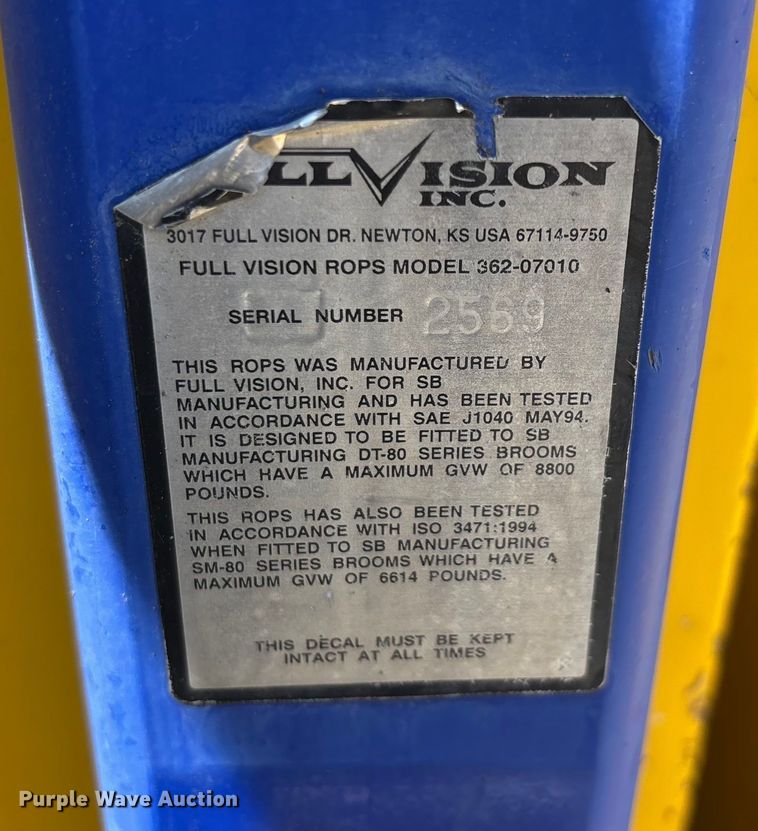 LL VISION
INC.
3017 FULL VISION DR. NEWTON, KS USA 67114-9750
FULL VISION ROPS MODEL 362-07010
SERIAL NUMBER 2569
THIS ROPS WAS MANUFACTURED BY
FULL VISION, INC. FOR SB
MANUFACTURING AND HAS BEEN TESTED
IN ACCORDANCE WITH SAE J1040 MAY94.
IT IS DESIGNED TO BE FITTED TO SB
MANUFACTURING DT-80 SERIES BROOMS
WHICH HAVE A MAXIMUM GVW OF 8800
POUNDS.
THIS ROPS HAS ALSO BEEN TESTED
IN ACCORDANCE WITH ISO 3471:1994
WHEN FITTED TO SB MANUFACTURING
SM-80 SERIES BROOMS WHICH HAVE A
MAXIMUM GVW OF 6614 POUNDS.
THIS DECAL MUST BE KEPT
INTACT AT ALL TIMES
Purple Wave Auction